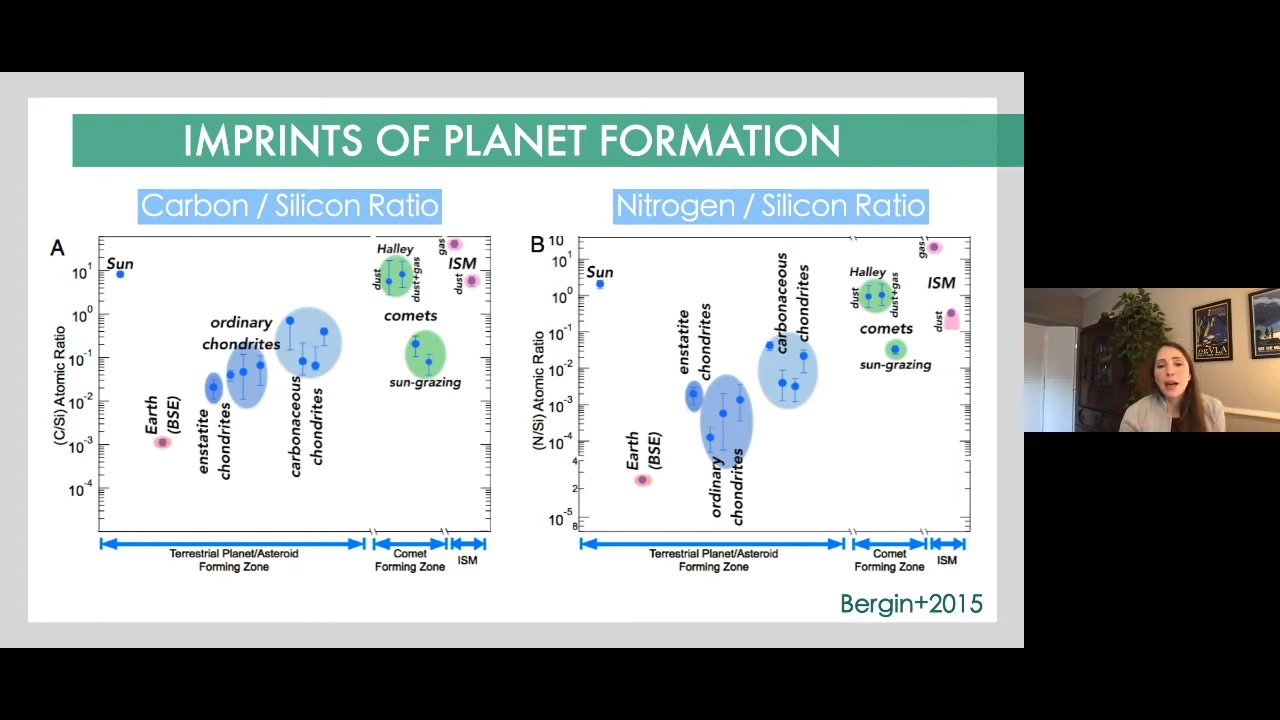 IMPRINTS OF PLANET FORMATION
Carbon / Silicon Ratio
A
(C/Si) Atomic Ratio
10¹
10⁰
10⁻¹
10⁻²
10⁻³
10⁻⁴
Sun
Earth
(BSE)
enstatite
chondrites
ordinary
chondrites
carbonaceous
chondrites
Halley
dust
dust+gas
comets
sun-grazing
gas
ISM
dust
Terrestrial Planet/Asteroid
Forming Zone
Comet
Forming Zone
ISM
Nitrogen / Silicon Ratio
B
(N/Si) Atomic Ratio
10
10¹
10⁰
10⁻¹
10⁻²
10⁻³
10⁻⁴
4
2
10⁻⁵
8
Sun
Earth
(BSE)
enstatite
chondrites
ordinary
chondrites
carbonaceous
chondrites
Halley
dust
dust+gas
comets
sun-grazing
gas
ISM
dust
Terrestrial Planet/Asteroid
Forming Zone
Comet
Forming Zone
ISM
Bergin+2015